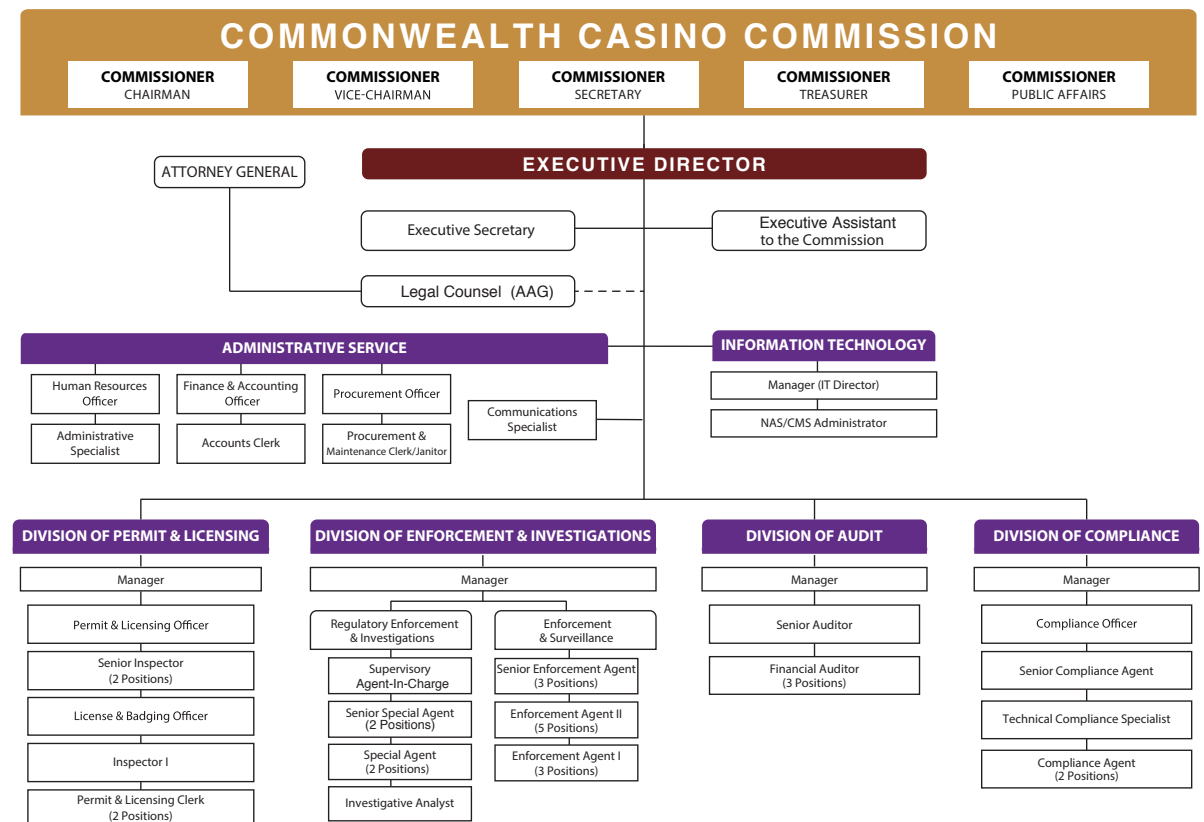 COMMONWEALTH CASINO COMMISSION
COMMISSIONER
CHAIRMAN
COMMISSIONER
VICE-CHAIRMAN
COMMISSIONER
SECRETARY
COMMISSIONER
TREASURER
COMMISSIONER
PUBLIC AFFAIRS
EXECUTIVE DIRECTOR
ATTORNEY GENERAL
Executive Secretary
Executive Assistant
to the Commission
Legal Counsel (AAG)
ADMINISTRATIVE SERVICE
Human Resources
Officer
Administrative
Specialist
Finance & Accounting
Officer
Accounts Clerk
Procurement Officer
Procurement &
Maintenance Clerk/Janitor
Communications
Specialist
INFORMATION TECHNOLOGY
Manager (IT Director)
NAS/CMS Administrator
DIVISION OF PERMIT & LICENSING
Manager
Permit & Licensing Officer
Senior Inspector
(2 Positions)
License & Badging Officer
Inspector I
Permit & Licensing Clerk
(2 Positions)
DIVISION OF ENFORCEMENT & INVESTIGATIONS
Manager
Regulatory Enforcement
& Investigations
Supervisory
Agent-In-Charge
Senior Special Agent
(2 Positions)
Special Agent
(2 Positions)
Investigative Analyst
Enforcement
& Surveillance
Senior Enforcement Agent
(3 Positions)
Enforcement Agent II
(5 Positions)
Enforcement Agent I
(3 Positions)
DIVISION OF AUDIT
Manager
Senior Auditor
Financial Auditor
(3 Positions)
DIVISION OF COMPLIANCE
Manager
Compliance Officer
Senior Compliance Agent
Technical Compliance Specialist
Compliance Agent
(2 Positions)